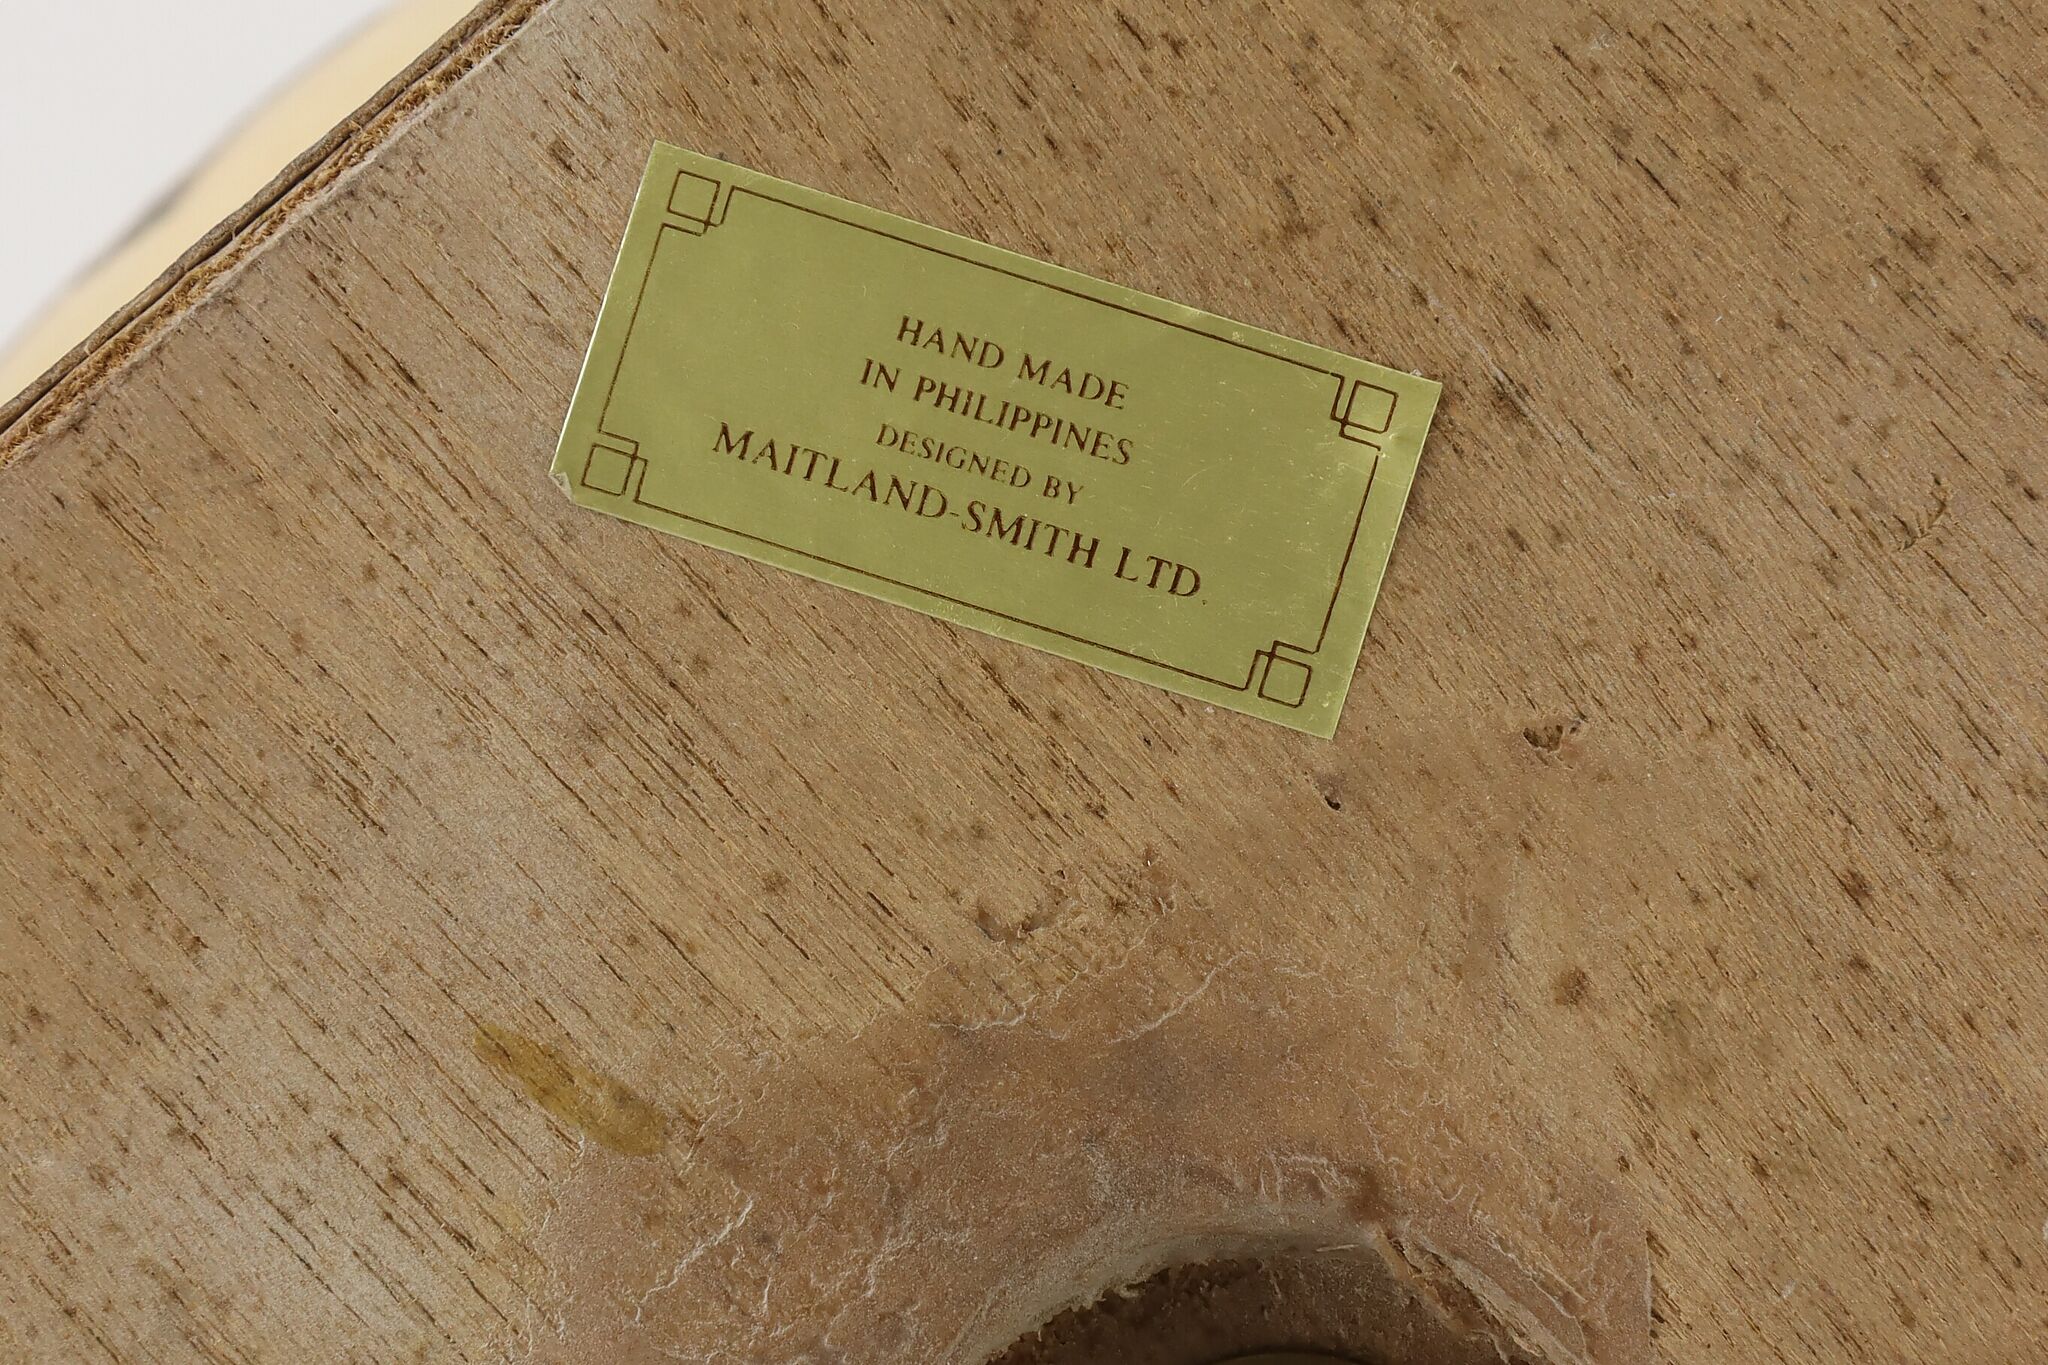 HAND MADE
IN PHILIPPINES
DESIGNED BY
MAITLAND-SMITH LTD.